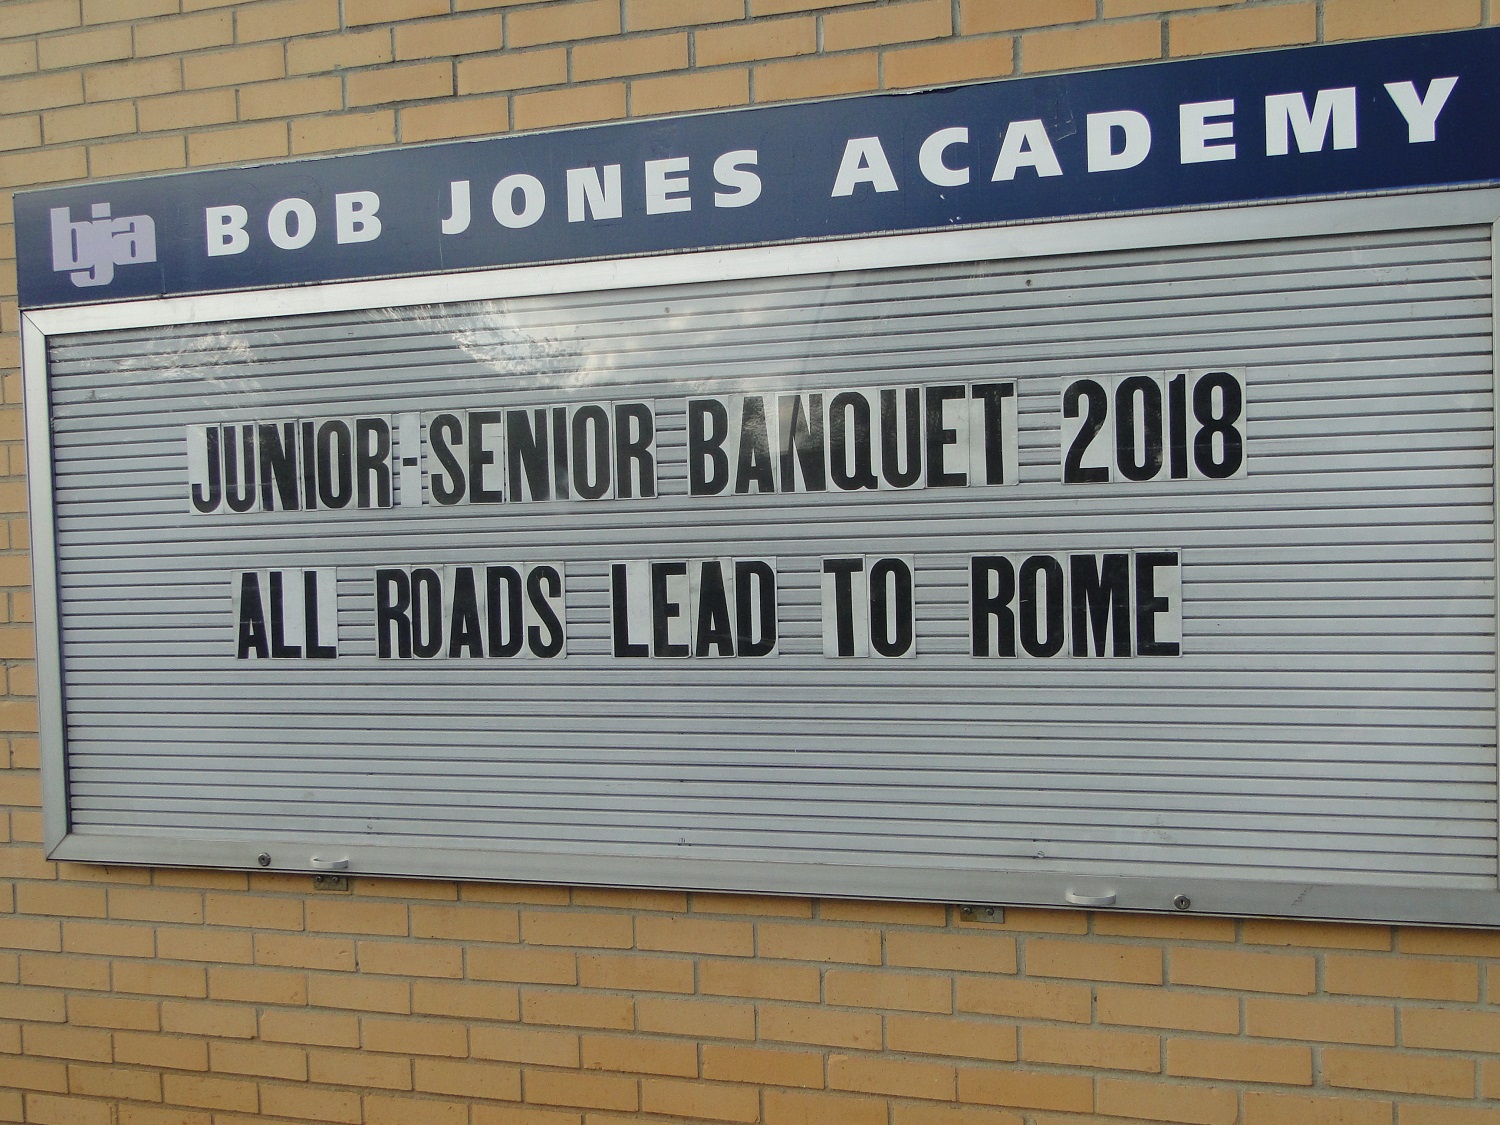 bja BOB JONES ACADEMY
JUNIOR-SENIOR BANQUET 2018
ALL ROADS LEAD TO ROME